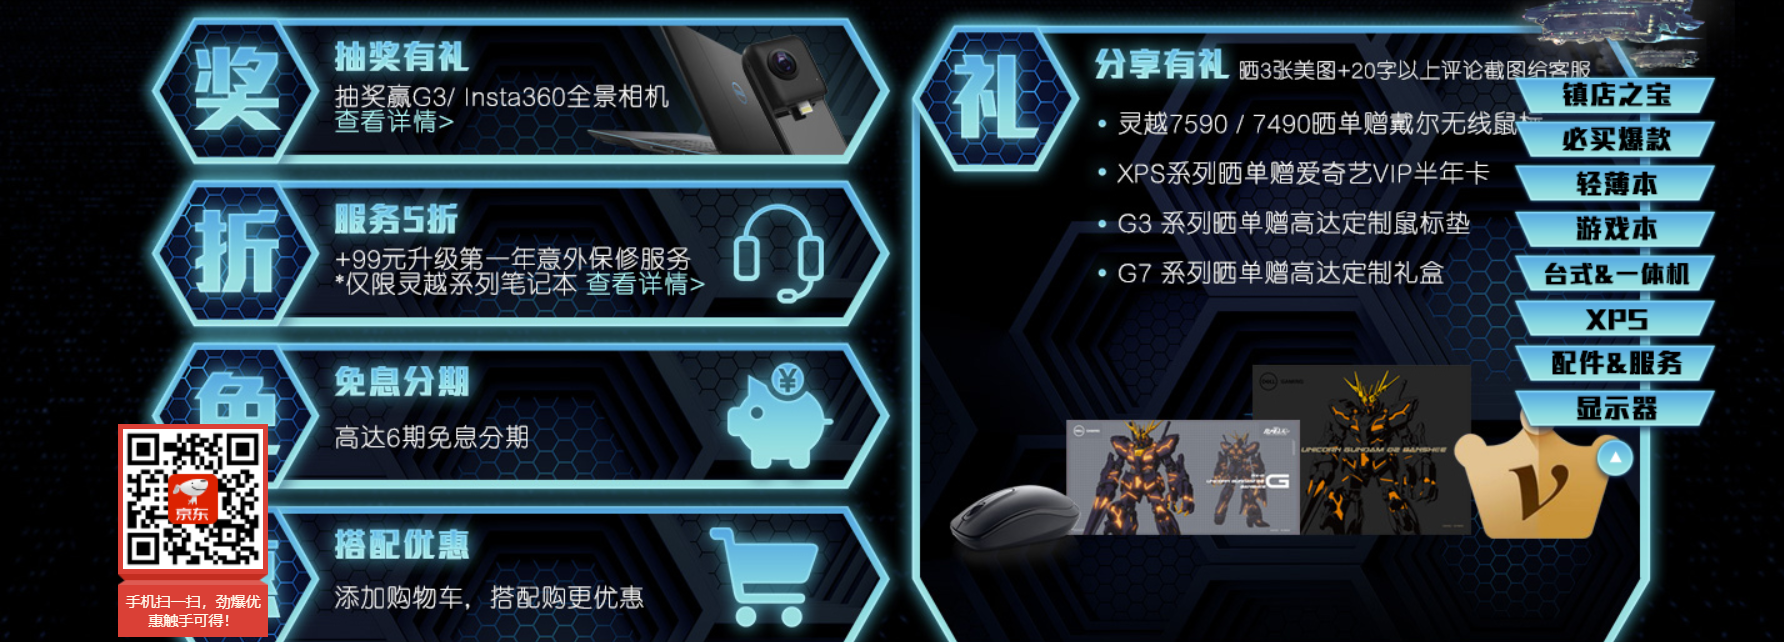 奖
抽奖有礼
抽奖赢G3/ Insta360全景相机
查看详情>
折
服务5折
+99元升级第一年意外保修服务
*仅限灵越系列笔记本 查看详情>
免息分期
高达6期免息分期
搭配优惠
添加购物车，搭配购更优惠
京东
手机扫一扫，劲爆优
惠触手可得！
礼
分享有礼 晒3张美图+20字以上评论截图给客服
• 灵越7590 / 7490晒单赠戴尔无线鼠标
• XPS系列晒单赠爱奇艺VIP半年卡
• G3 系列晒单赠高达定制鼠标垫
• G7 系列晒单赠高达定制礼盒
UNICORN GUNDAM 02 BANSHEE
G
V
镇店之宝
必买爆款
轻薄本
游戏本
台式&一体机
XPS
配件&服务
显示器